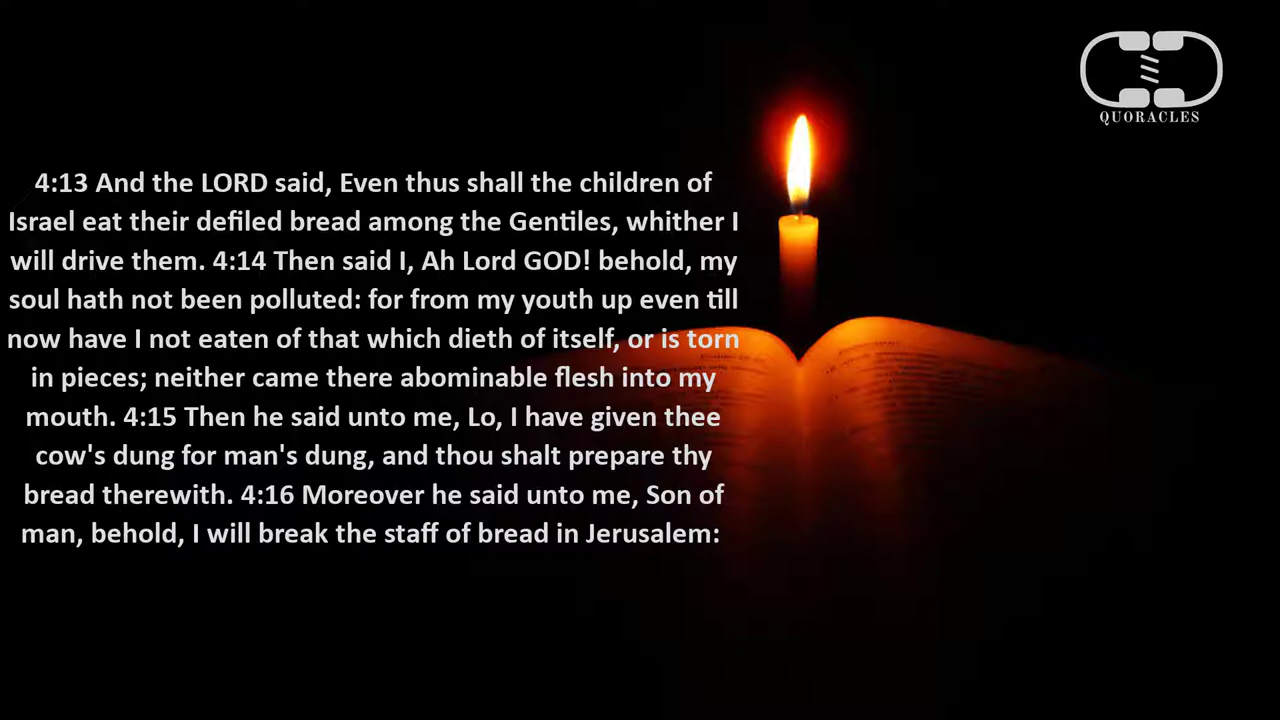 QUORACLES
4:13 And the LORD said, Even thus shall the children of
Israel eat their defiled bread among the Gentiles, whither I
will drive them. 4:14 Then said I, Ah Lord GOD! behold, my
soul hath not been polluted: for from my youth up even till
now have I not eaten of that which dieth of itself, or is torn
in pieces; neither came there abominable flesh into my
mouth. 4:15 Then he said unto me, Lo, I have given thee
cow's dung for man's dung, and thou shalt prepare thy
bread therewith. 4:16 Moreover he said unto me, Son of
man, behold, I will break the staff of bread in Jerusalem: